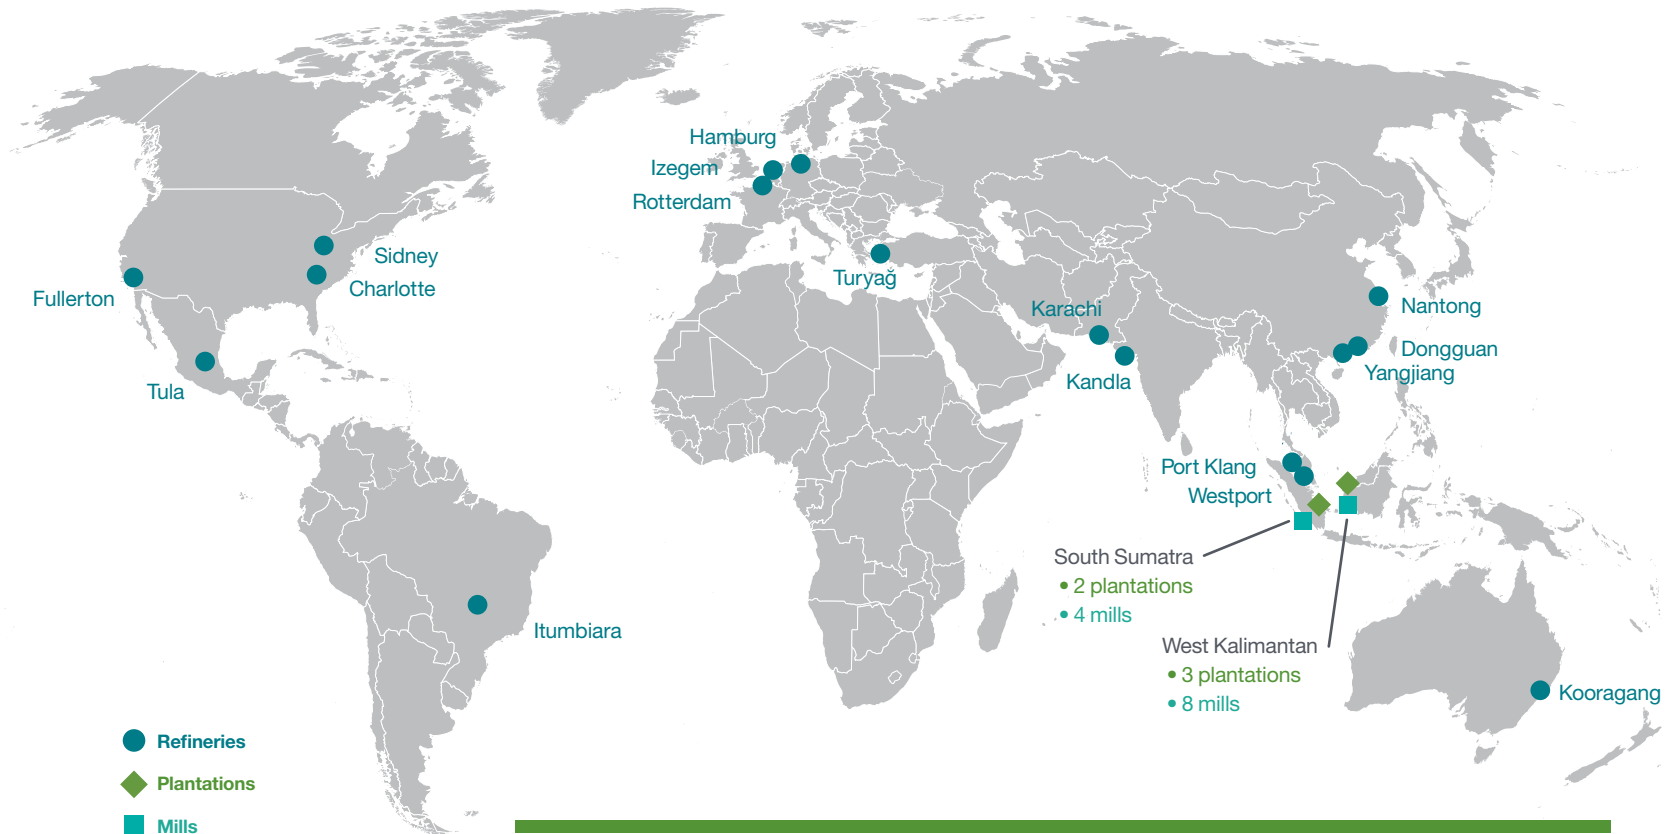 Hamburg
Izegem
Rotterdam
Sidney
Charlotte
Fullerton
Turyağ
Karachi
Nantong
Dongguan
Yangjiang
Kandla
Tula
Port Klang
Westport
South Sumatra
• 2 plantations
• 4 mills
Itumbiara
West Kalimantan
• 3 plantations
• 8 mills
Kooragang
Refineries
Plantations
Mills